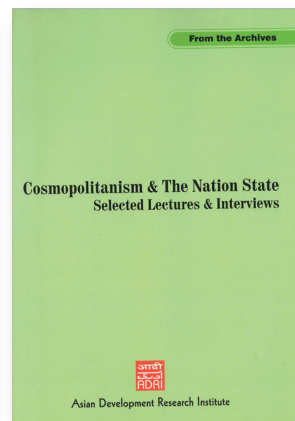 From the Archives
Cosmopolitanism & The Nation State
Selected Lectures & Interviews
आद्री
ADRI
Asian Development Research Institute